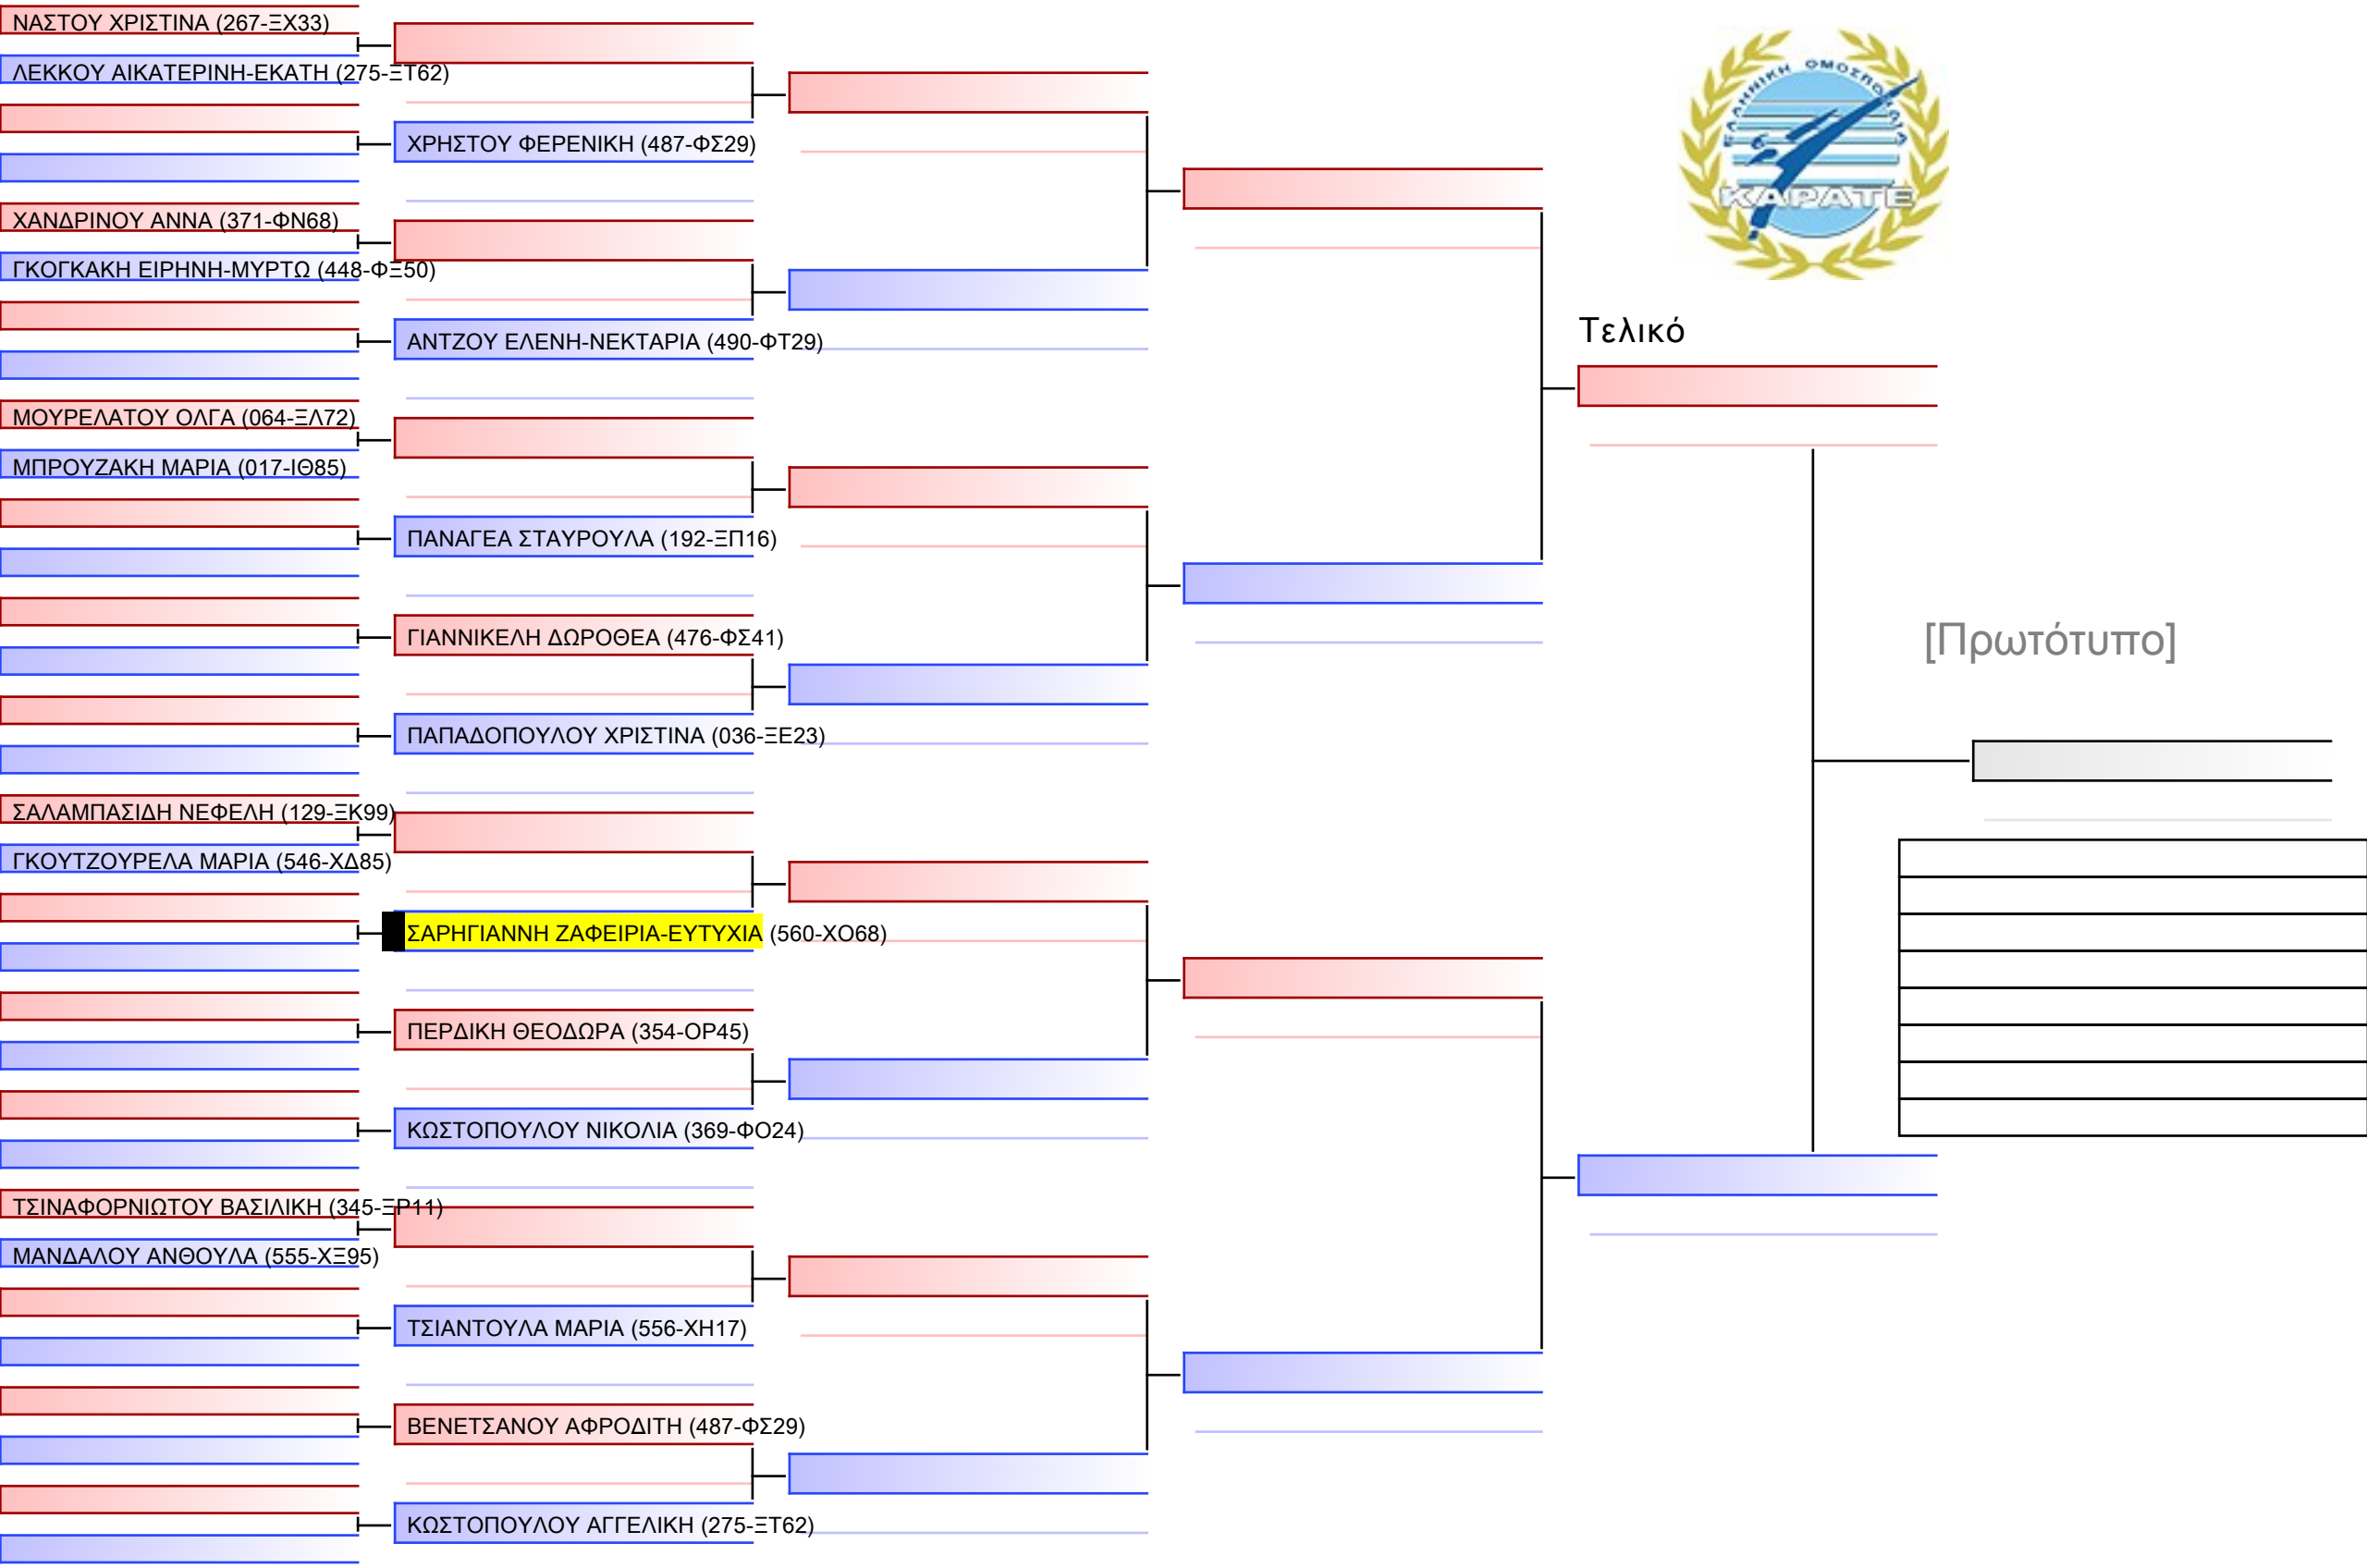 ΝΑΣΤΟΥ ΧΡΙΣΤΙΝΑ (267-ΞΧ33)
ΛΕΚΚΟΥ ΑΙΚΑΤΕΡΙΝΗ-ΕΚΑΤΗ (275-ΞΤ62)
ΧΡΗΣΤΟΥ ΦΕΡΕΝΙΚΗ (487-ΦΣ29)
ΧΑΝΔΡΙΝΟΥ ΑΝΝΑ (371-ΦΝ68)
ΓΚΟΓΚΑΚΗ ΕΙΡΗΝΗ-ΜΥΡΤΩ (448-ΦΞ50)
ΑΝΤΖΟΥ ΕΛΕΝΗ-ΝΕΚΤΑΡΙΑ (490-ΦΤ29)
ΜΟΥΡΕΛΑΤΟΥ ΟΛΓΑ (064-ΞΛ72)
ΜΠΡΟΥΖΑΚΗ ΜΑΡΙΑ (017-ΙΘ85)
ΠΑΝΑΓΕΑ ΣΤΑΥΡΟΥΛΑ (192-ΞΠ16)
ΓΙΑΝΝΙΚΕΛΗ ΔΩΡΟΘΕΑ (476-ΦΣ41)
ΠΑΠΑΔΟΠΟΥΛΟΥ ΧΡΙΣΤΙΝΑ (036-ΞΕ23)
ΣΑΛΑΜΠΑΣΙΔΗ ΝΕΦΕΛΗ (129-ΞΚ99)
ΓΚΟΥΤΖΟΥΡΕΛΑ ΜΑΡΙΑ (546-ΧΔ85)
ΣΑΡΗΓΙΑΝΝΗ ΖΑΦΕΙΡΙΑ-ΕΥΤΥΧΙΑ (560-ΧΟ68)
ΠΕΡΔΙΚΗ ΘΕΟΔΩΡΑ (354-ΟΡ45)
ΚΩΣΤΟΠΟΥΛΟΥ ΝΙΚΟΛΙΑ (369-ΦΟ24)
ΤΣΙΝΑΦΟΡΝΙΩΤΟΥ ΒΑΣΙΛΙΚΗ (345-ΞΡ11)
ΜΑΝΔΑΛΟΥ ΑΝΘΟΥΛΑ (555-ΧΞ95)
ΤΣΙΑΝΤΟΥΛΑ ΜΑΡΙΑ (556-ΧΗ17)
ΒΕΝΕΤΣΑΝΟΥ ΑΦΡΟΔΙΤΗ (487-ΦΣ29)
ΚΩΣΤΟΠΟΥΛΟΥ ΑΓΓΕΛΙΚΗ (275-ΞΤ62)
ΕΛΛΗΝΙΚΗ ΟΜΟΣΠΟΝΔΙΑ
ΚΑΡΑΤΕ
Τελικό
[Πρωτότυπο]